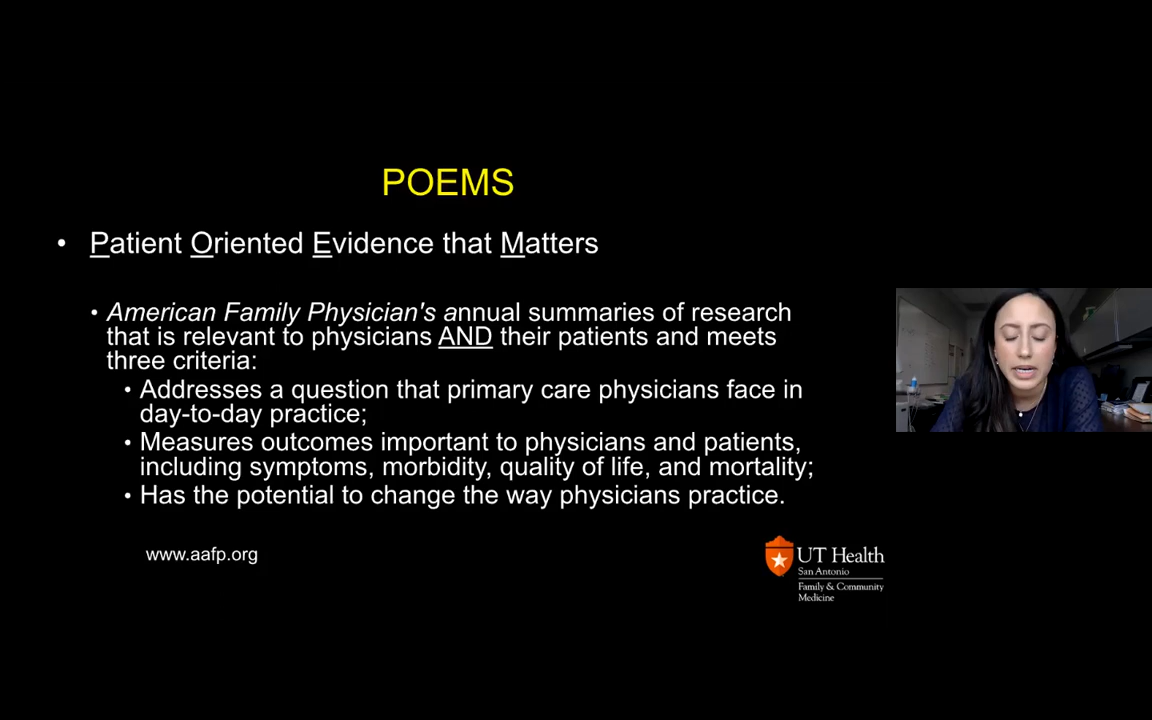 POEMS
• Patient Oriented Evidence that Matters
• American Family Physician's annual summaries of research
that is relevant to physicians AND their patients and meets
three criteria:
• Addresses a question that primary care physicians face in
day-to-day practice;
• Measures outcomes important to physicians and patients,
including symptoms, morbidity, quality of life, and mortality;
• Has the potential to change the way physicians practice.
www.aafp.org
UT Health
San Antonio
Family & Community
Medicine